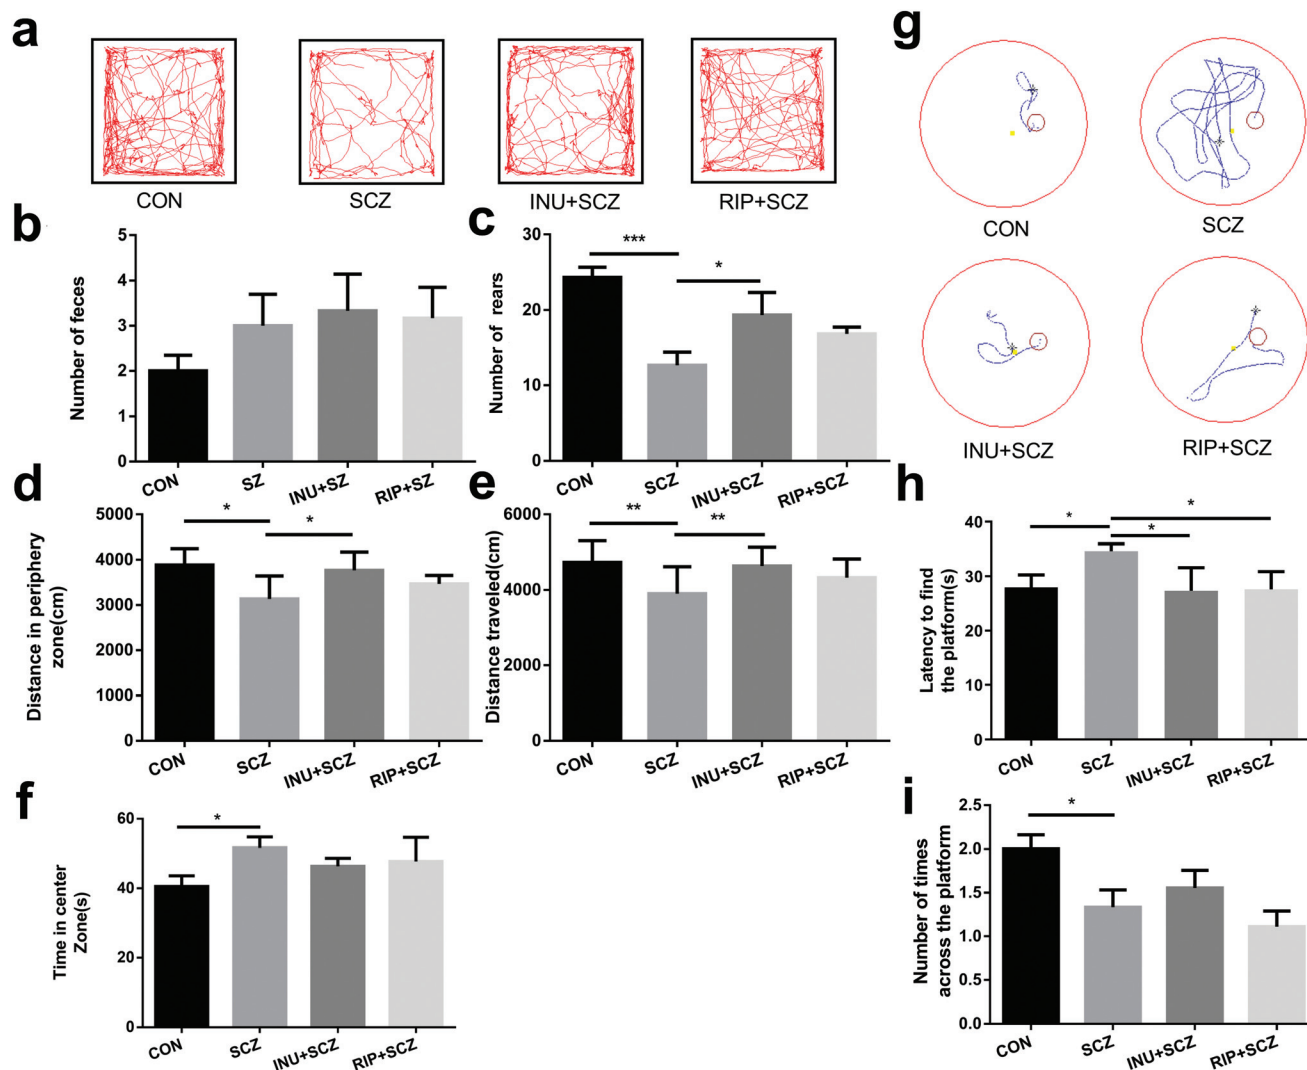 a
CON
SCZ
INU+SCZ
RIP+SCZ
b
Number of feces
5
4
3
2
1
0
CON
SZ
INU+SZ
RIP+SZ
c
Number of rears
30
20
10
0
***
*
CON
SCZ
INU+SCZ
RIP+SCZ
d
Distance in periphery
zone(cm)
5000
4000
3000
2000
1000
0
*
*
CON
SCZ
INU+SCZ
RIP+SCZ
e
Distance traveled(cm)
6000
4000
2000
0
**
**
CON
SCZ
INU+SCZ
RIP+SCZ
f
Time in center
Zone(s)
60
40
20
0
*
CON
SCZ
INU+SCZ
RIP+SCZ
g
CON
SCZ
INU+SCZ
RIP+SCZ
h
Latency to find
the platform(s)
40
30
20
10
0
*
*
*
CON
SCZ
INU+SCZ
RIP+SCZ
i
Number of times
across the platform
2.5
2.0
1.5
1.0
0.5
0.0
*
CON
SCZ
INU+SCZ
RIP+SCZ